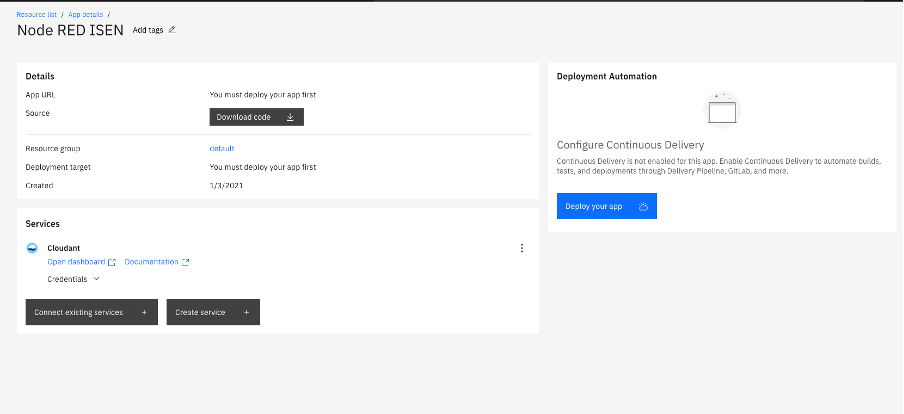 Resource list / App details /
Node RED ISEN Add tags
Details
App URL You must deploy your app first
Source Download code
Resource group default
Deployment target You must deploy your app first
Created 1/3/2021
Services
Cloudant
Open dashboard Documentation
Credentials
Connect existing services +
Create service +
Deployment Automation
Configure Continuous Delivery
Continuous Delivery is not enabled for this app. Enable Continuous Delivery to automate builds,
tests, and deployments through Delivery Pipeline, GitLab, and more.
Deploy your app